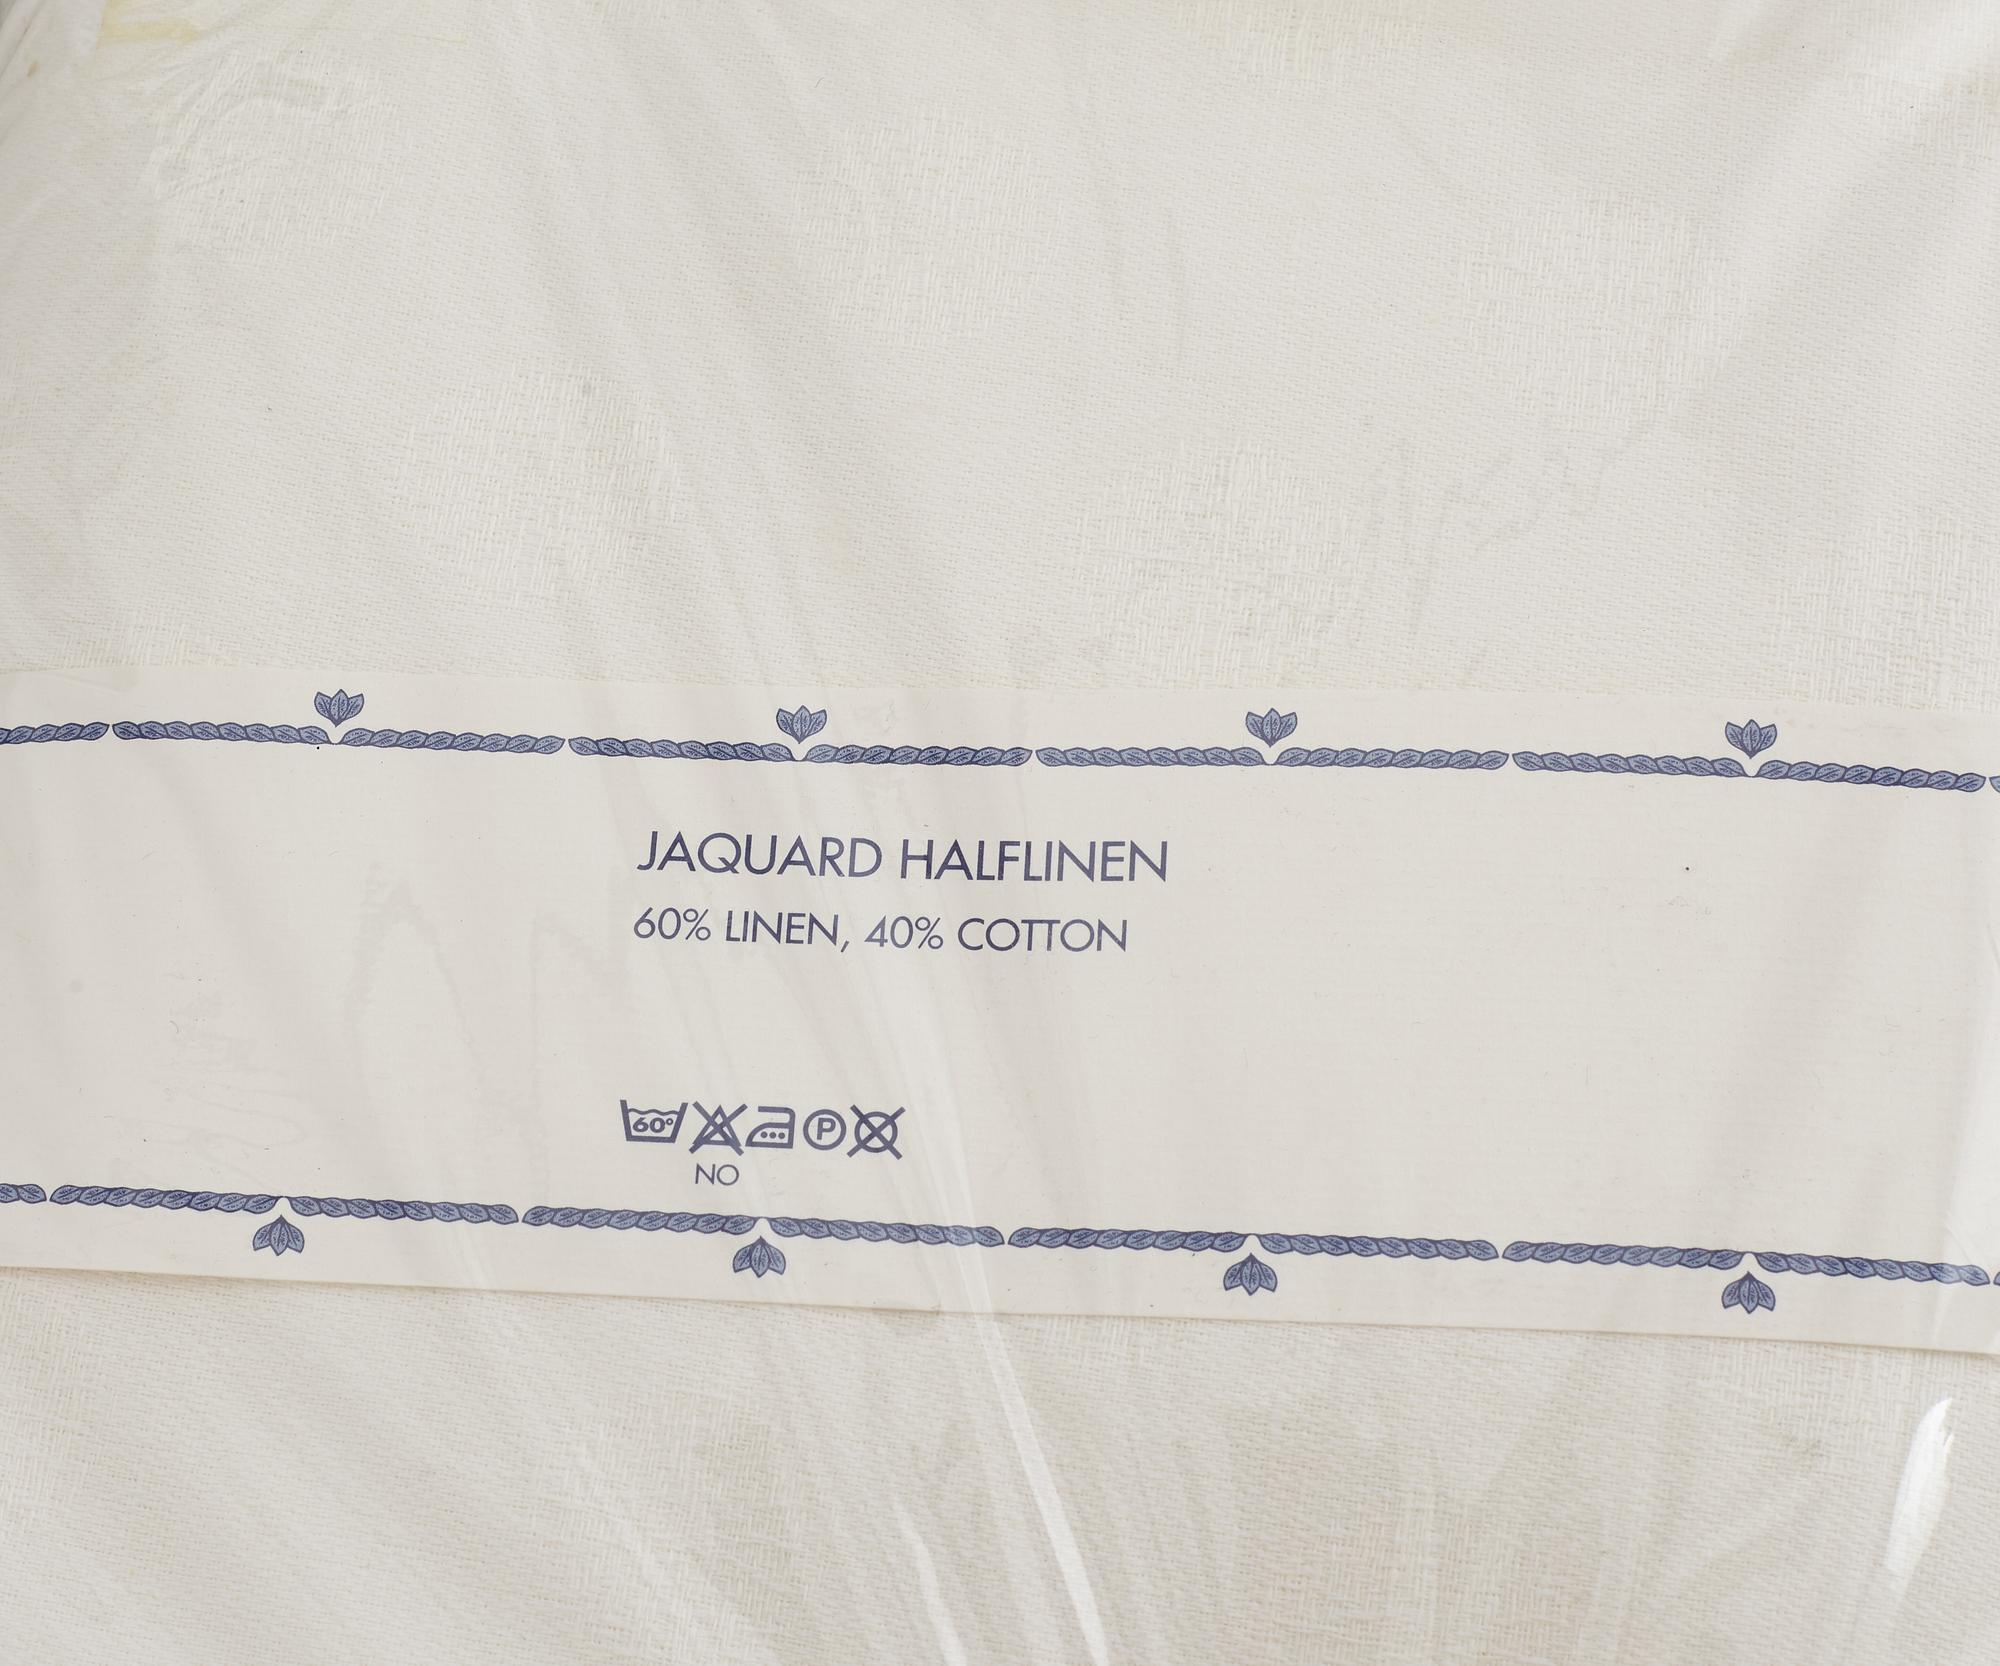 JAQUARD HALFLINEN
60% LINEN, 40% COTTON
60° P
NO